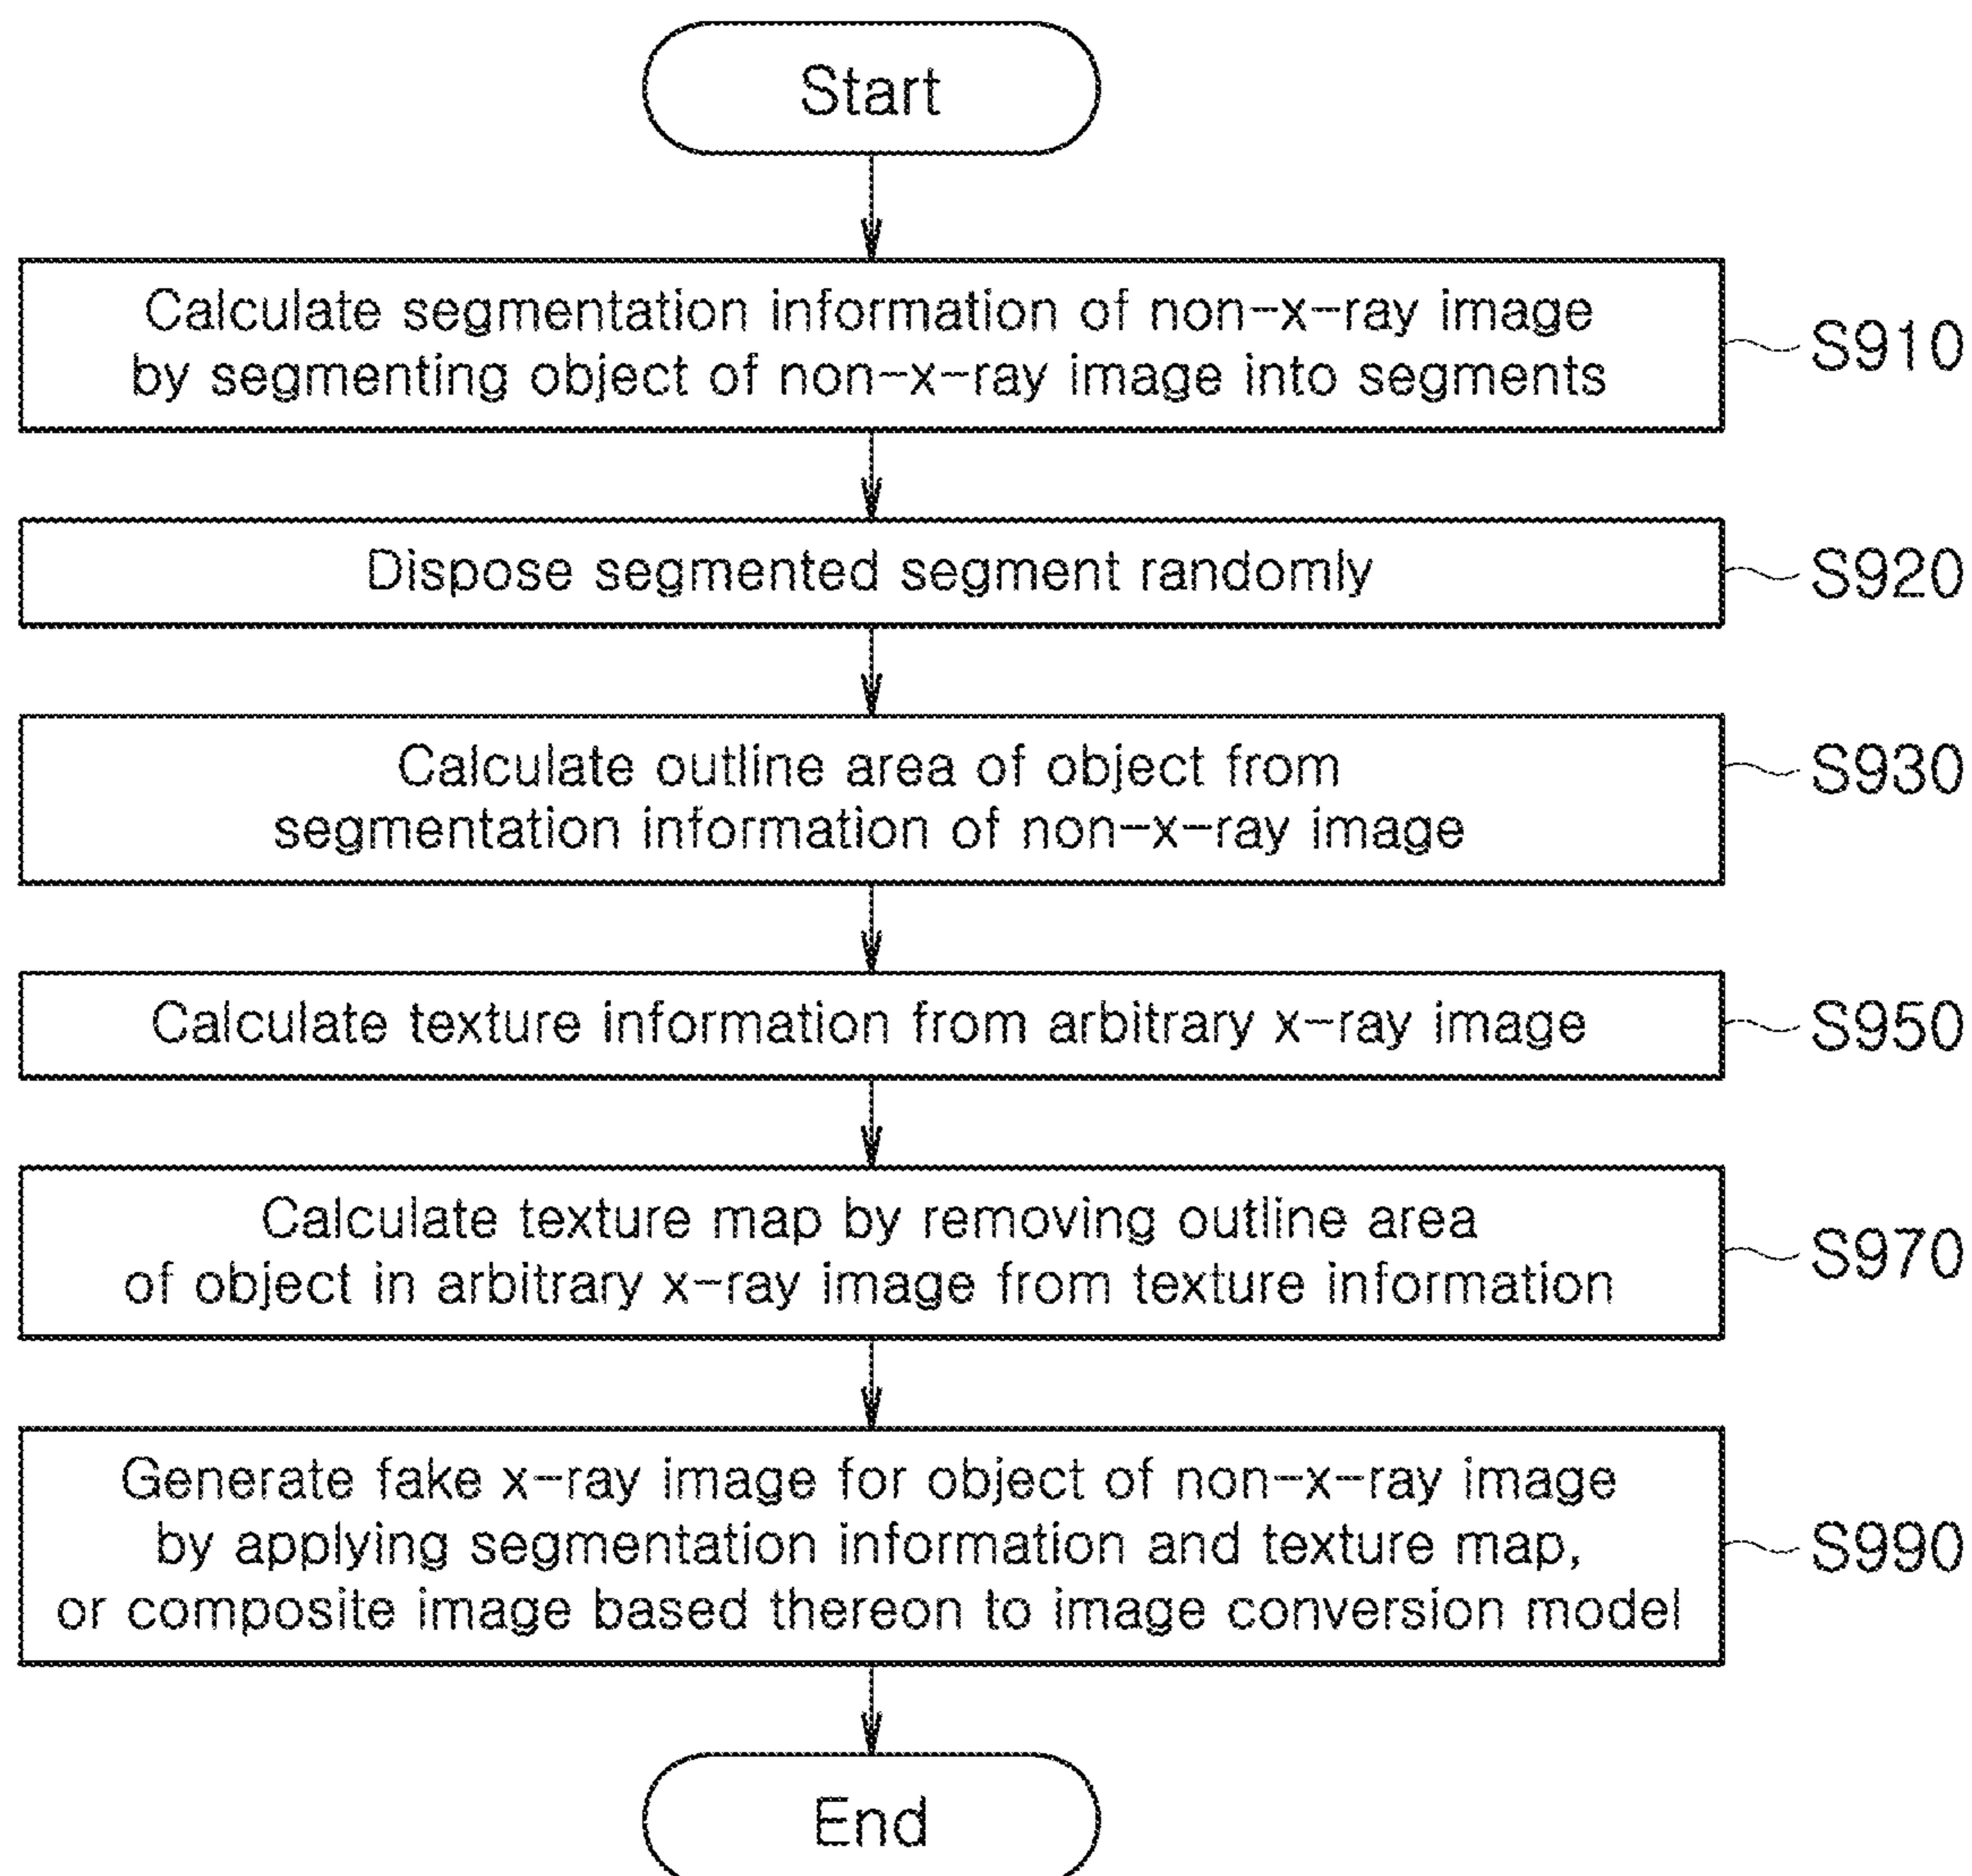 Start
Calculate segmentation information of non-x-ray image
by segmenting object of non-x-ray image into segments
S910
Dispose segmented segment randomly
S920
Calculate outline area of object from
segmentation information of non-x-ray image
S930
Calculate texture information from arbitrary x-ray image
S950
Calculate texture map by removing outline area
of object in arbitrary x-ray image from texture information
S970
Generate fake x-ray image for object of non-x-ray image
by applying segmentation information and texture map,
or composite image based thereon to image conversion model
S990
End